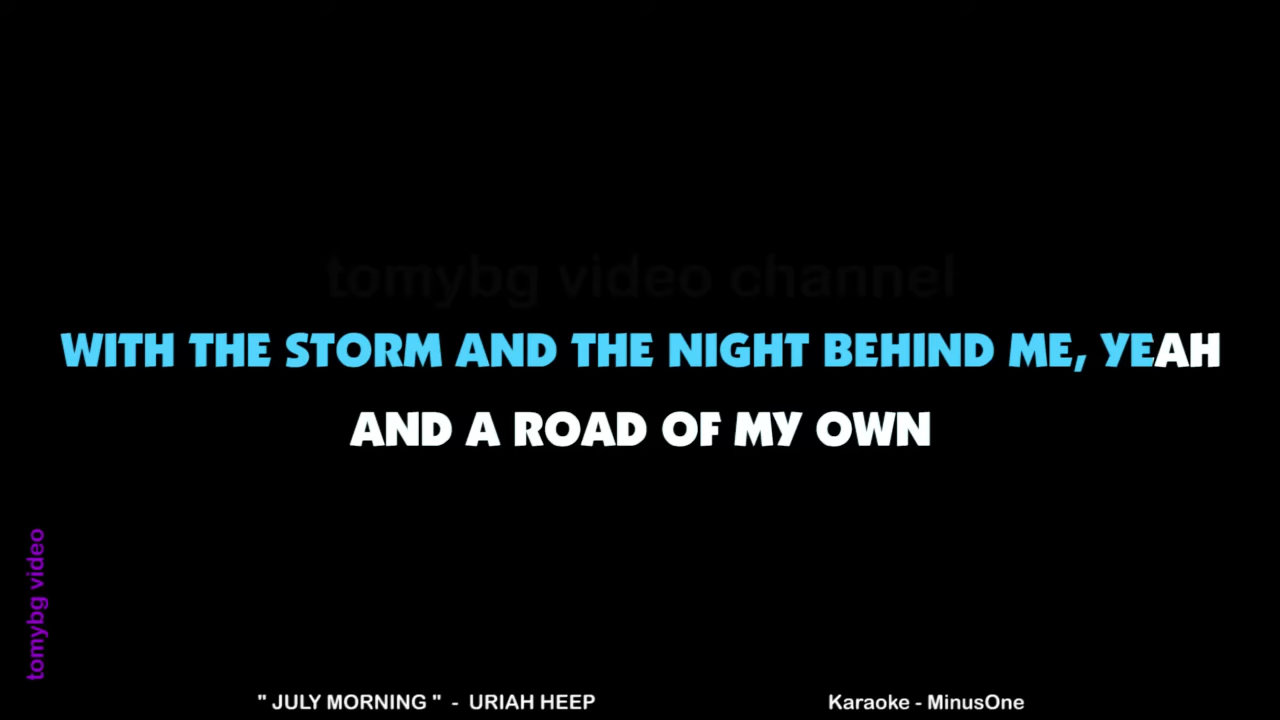 tomybg video channel
WITH THE STORM AND THE NIGHT BEHIND ME, YEAH
AND A ROAD OF MY OWN
tomybg video
" JULY MORNING " - URIAH HEEP
Karaoke - MinusOne